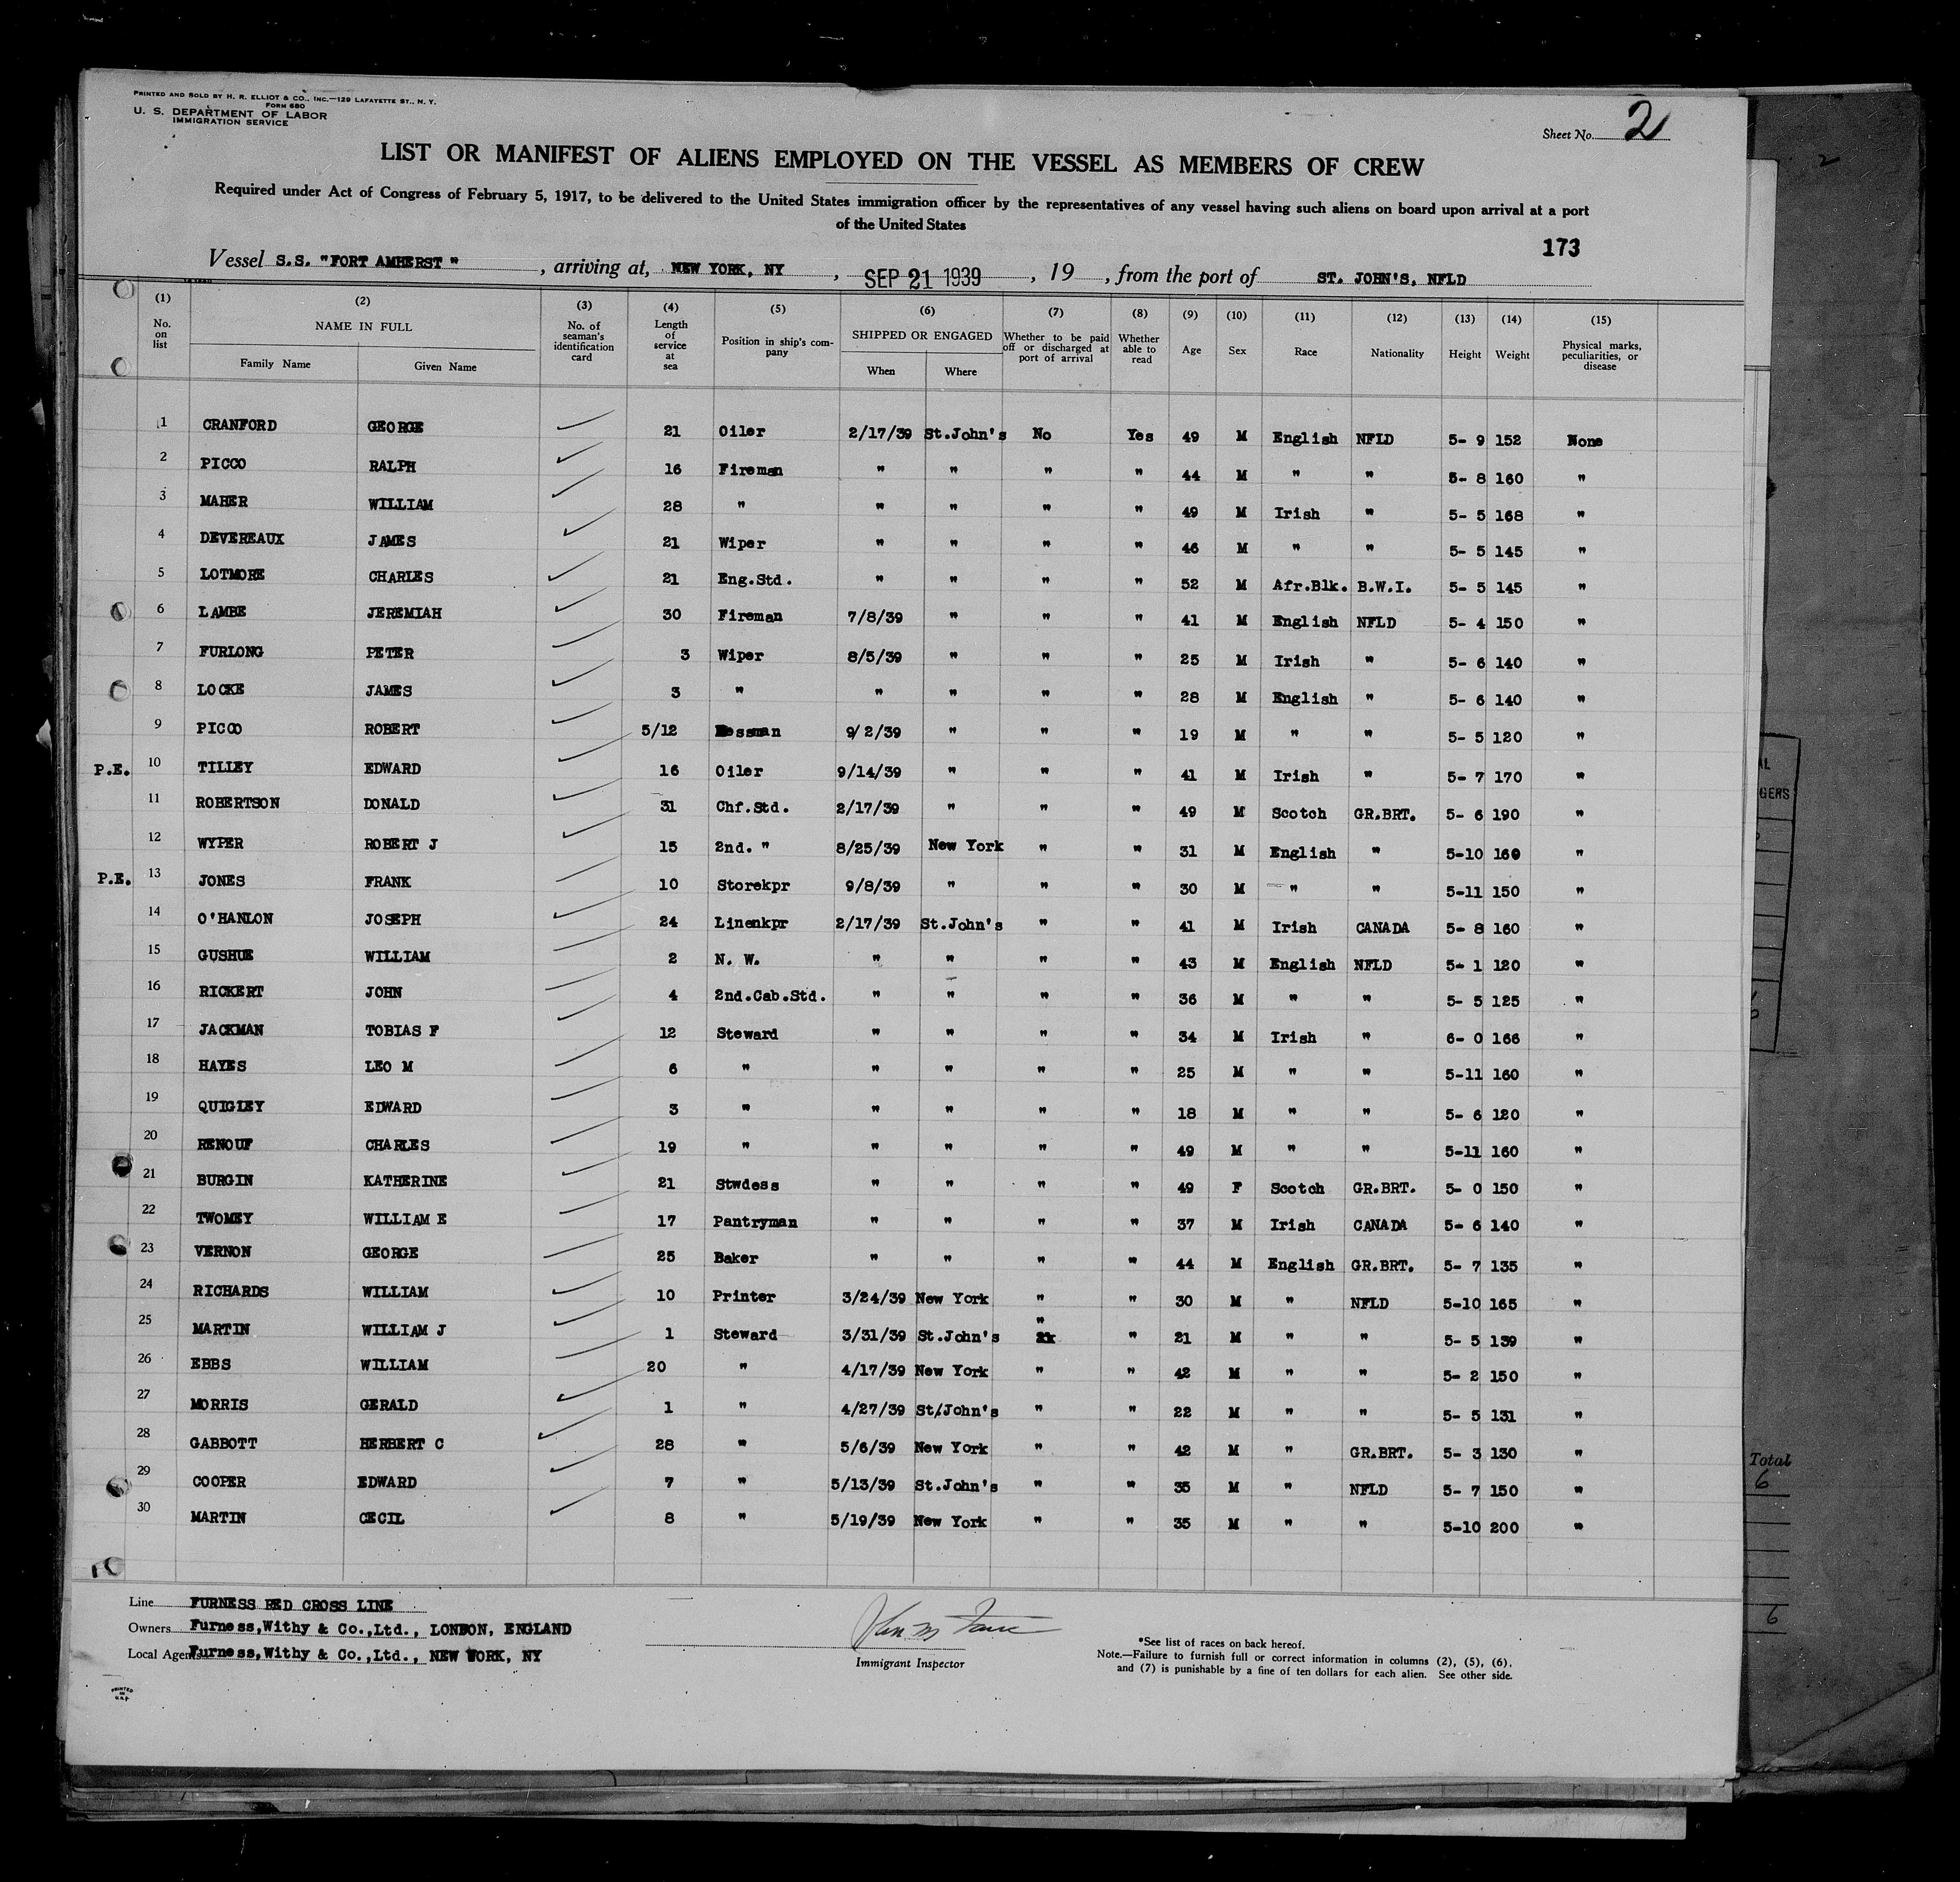 PRINTED AND SOLD BY H. R. ELLIOT & CO., INC.—129 LAFAYETTE ST., N. Y.
FORM 680
U. S. DEPARTMENT OF LABOR
IMMIGRATION SERVICE
Sheet No. 2
LIST OR MANIFEST OF ALIENS EMPLOYED ON THE VESSEL AS MEMBERS OF CREW
Required under Act of Congress of February 5, 1917, to be delivered to the United States immigration officer by the representatives of any vessel having such aliens on board upon arrival at a port
of the United States
173
Vessel S.S. "FORT AMHERST", arriving at, NEW YORK, NY, SEP 21 1939, 19, from the port of ST. JOHN'S, NFLD
(1) (2) (3) (4) (5) (6) (7) (8) (9) (10) (11) (12) (13) (14) (15)
No. on list NAME IN FULL Family Name Given Name No. of seaman's identification card Length of service at sea Position in ship's company SHIPPED OR ENGAGED When Where Whether to be paid off or discharged at port of arrival Whether able to read Age Sex Race Nationality Height Weight Physical marks, peculiarities, or disease
1 CRANFORD GEORGE 21 Oiler 2/17/39 St.John's No Yes 49 M English NFLD 5- 9 152 None
2 PICCO RALPH 16 Fireman " " " " 44 M " " 5- 8 160 "
3 MAHER WILLIAM 28 " " " " " 49 M Irish " 5- 5 168 "
4 DEVEREAUX JAMES 21 Wiper " " " " 46 M " " 5- 5 145 "
5 LOTMORE CHARLES 21 Eng.Std. " " " " 52 M Afr.Blk. B.W.I. 5- 5 145 "
6 LAMBE JEREMIAH 30 Fireman 7/8/39 " " " 41 M English NFLD 5- 4 150 "
7 FURLONG PETER 3 Wiper 8/5/39 " " " 25 M Irish " 5- 6 140 "
8 LOCKE JAMES 3 " " " " " 28 M English " 5- 6 140 "
9 PICCO ROBERT 5/12 Messman 9/2/39 " " " 19 M " " 5- 5 120 "
P.E. 10 TILLEY EDWARD 16 Oiler 9/14/39 " " " 41 M Irish " 5- 7 170 "
11 ROBERTSON DONALD 31 Chf.Std. 2/17/39 " " " 49 M Scotch GR.BRT. 5- 6 190 "
12 WYPER ROBERT J 15 2nd. " 8/25/39 New York " " 31 M English " 5-10 160 "
P.E. 13 JONES FRANK 10 Storekpr 9/8/39 " " " 30 M " " 5-11 150 "
14 O'HANLON JOSEPH 24 Linenkpr 2/17/39 St.John's " " 41 M Irish CANADA 5- 8 160 "
15 GUSHUE WILLIAM 2 N. W. " " " " 43 M English NFLD 5- 1 120 "
16 RICKERT JOHN 4 2nd.Cab.Std. " " " " 36 M " " 5- 5 125 "
17 JACKMAN TOBIAS F 12 Steward " " " " 34 M Irish " 6- 0 166 "
18 HAYES LEO M 6 " " " " " 25 M " " 5-11 160 "
19 QUIGLEY EDWARD 3 " " " " " 18 M " " 5- 6 120 "
20 RENOUF CHARLES 19 " " " " " 49 M " " 5-11 160 "
21 BURGIN KATHERINE 21 Stwdess " " " " 49 F Scotch GR.BRT. 5- 0 150 "
22 TWOMEY WILLIAM E 17 Pantryman " " " " 37 M Irish CANADA 5- 6 140 "
23 VERNON GEORGE 25 Baker " " " " 44 M English GR.BRT. 5- 7 135 "
24 RICHARDS WILLIAM 10 Printer 3/24/39 New York " " 30 M " NFLD 5-10 165 "
25 MARTIN WILLIAM J 1 Steward 3/31/39 St.John's " " 21 M " " 5- 5 139 "
26 EBBS WILLIAM 20 " 4/17/39 New York " " 42 M " " 5- 2 150 "
27 MORRIS GERALD 1 " 4/27/39 St/John's " " 22 M " " 5- 5 131 "
28 GABBOTT HERBERT C 28 " 5/6/39 New York " " 42 M " GR.BRT. 5- 3 130 "
29 COOPER EDWARD 7 " 5/13/39 St.John's " " 35 M " NFLD 5- 7 150 "
30 MARTIN CECIL 8 " 5/19/39 New York " " 35 M " " 5-10 200 "
Line FURNESS RED CROSS LINE
Owners Furness,Withy & Co.,Ltd., LONDON, ENGLAND
Local Agents Furness,Withy & Co.,Ltd., NEW YORK, NY
Immigrant Inspector
*See list of races on back hereof.
Note.—Failure to furnish full or correct information in columns (2), (5), (6),
and (7) is punishable by a fine of ten dollars for each alien. See other side.
PRINTED IN U.S.A.
Total
6
6